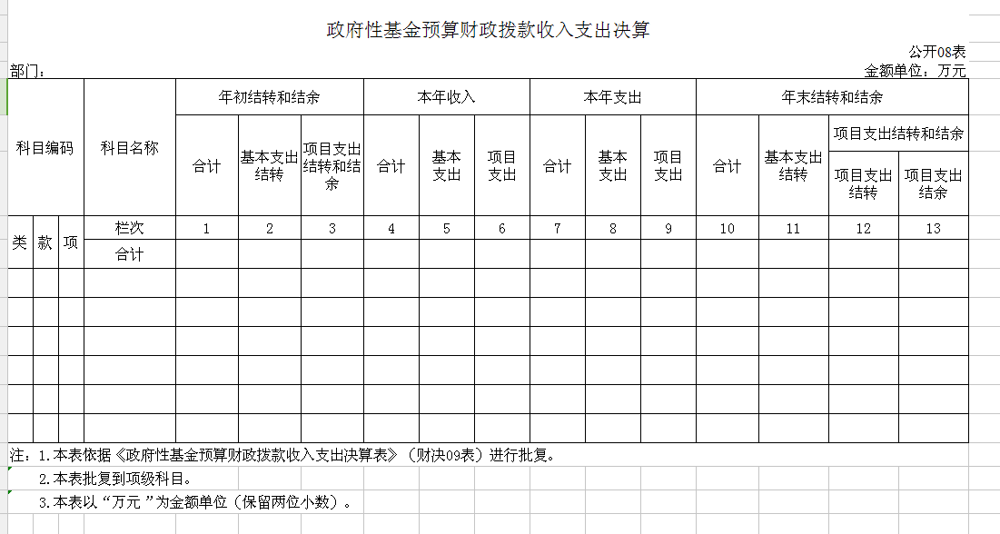 政府性基金预算财政拨款收入支出决算
公开08表
部门： 金额单位：万元
科目编码 科目名称 年初结转和结余 本年收入 本年支出 年末结转和结余
合计 基本支出结转 项目支出结转和结余 合计 基本支出 项目支出 合计 基本支出 项目支出 合计 基本支出结转 项目支出结转和结余
项目支出结转 项目支出结余
类 款 项 栏次 1 2 3 4 5 6 7 8 9 10 11 12 13
合计
注：1.本表依据《政府性基金预算财政拨款收入支出决算表》（财决09表）进行批复。
2.本表批复到项级科目。
3.本表以“万元 ”为金额单位（保留两位小数）。